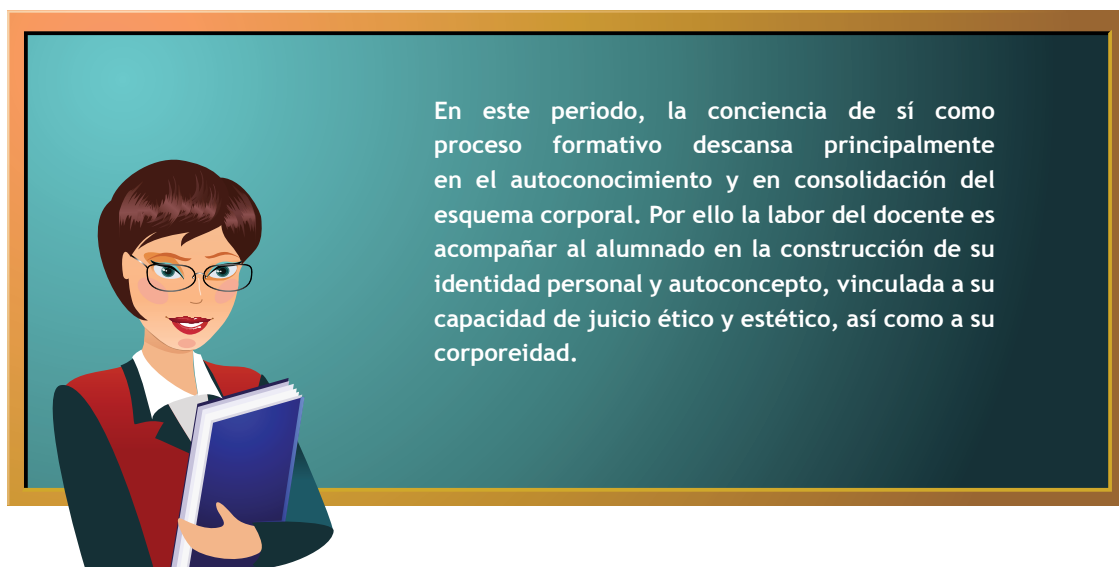 En este periodo, la conciencia de sí como
proceso formativo descansa principalmente
en el autoconocimiento y en consolidación del
esquema corporal. Por ello la labor del docente es
acompañar al alumnado en la construcción de su
identidad personal y autoconcepto, vinculada a su
capacidad de juicio ético y estético, así como a su
corporeidad.